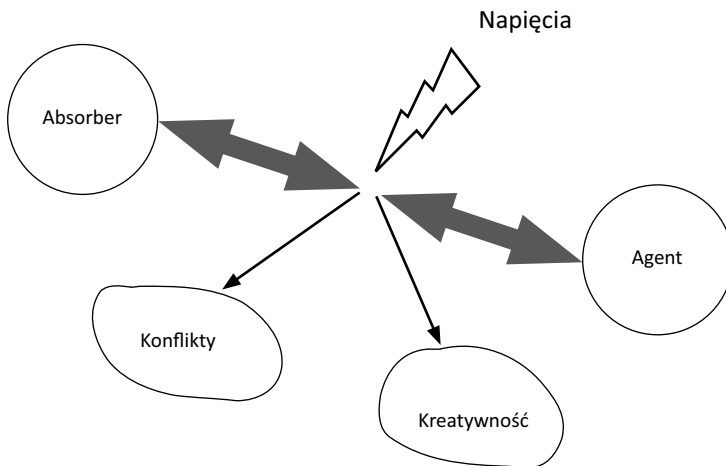 Napięcia
Absorber
Agent
Konflikty
Kreatywność